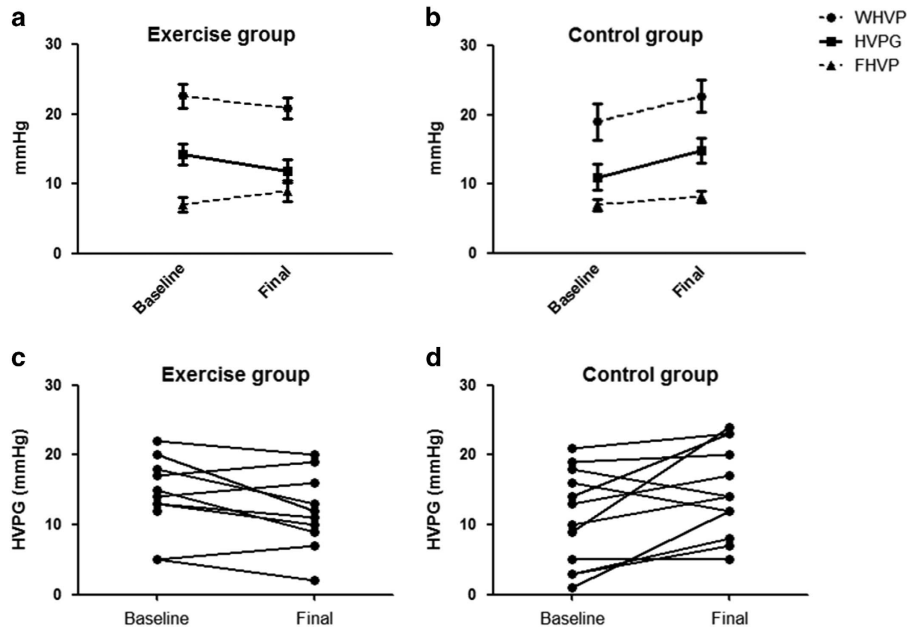 a
Exercise group
30
20
10
0
mmHg
Baseline
Final
b
Control group
30
20
10
0
mmHg
Baseline
Final
WHVP
HVPG
FHVP
c
Exercise group
30
20
10
0
HVPG (mmHg)
Baseline
Final
d
Control group
30
20
10
0
HVPG (mmHg)
Baseline
Final